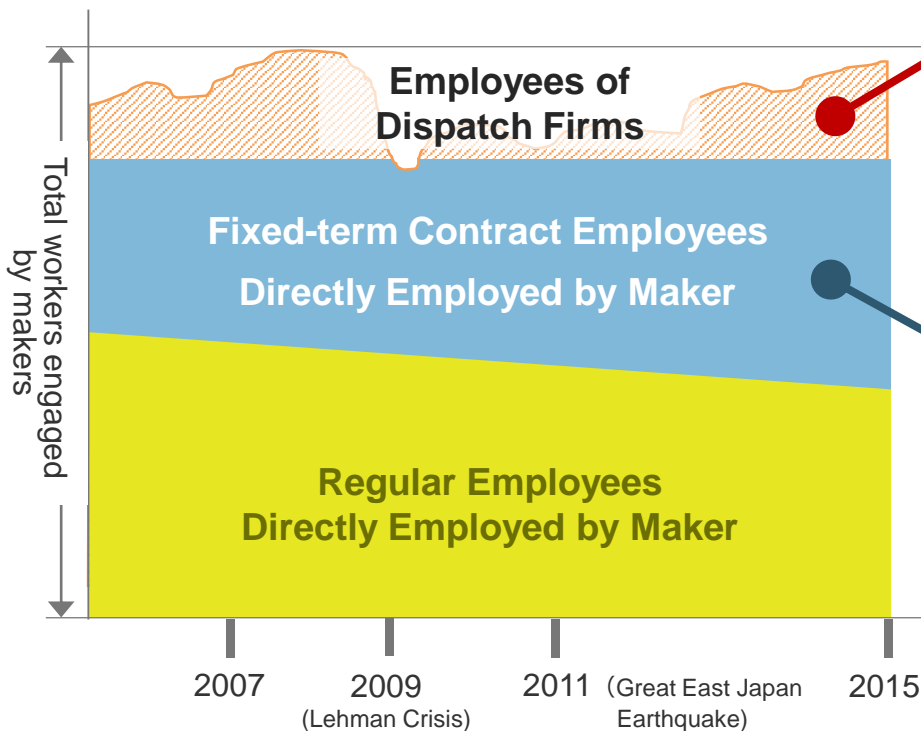 Employees of
Dispatch Firms
Fixed-term Contract Employees
Directly Employed by Maker
Total workers engaged
by makers
Regular Employees
Directly Employed by Maker
2007
2009
(Lehman Crisis)
2011（Great East Japan
Earthquake)
2015